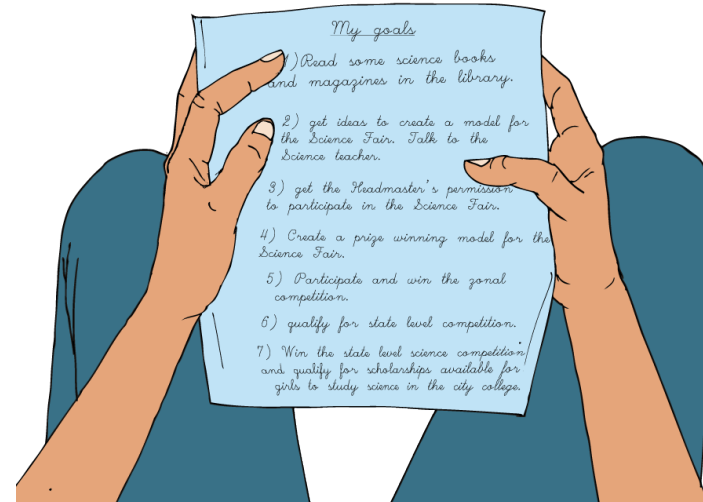 My goals
1) Read some science books
and magazines in the library.
2) get ideas to create a model for
the Science Fair. Talk to the
Science teacher.
3) get the Headmaster's permission
to participate in the Science Fair.
4) Create a prize winning model for the
Science Fair.
5) Participate and win the zonal
competition.
6) qualify for state level competition.
7) Win the state level science competition
and qualify for scholarships available for
girls to study science in the city college.